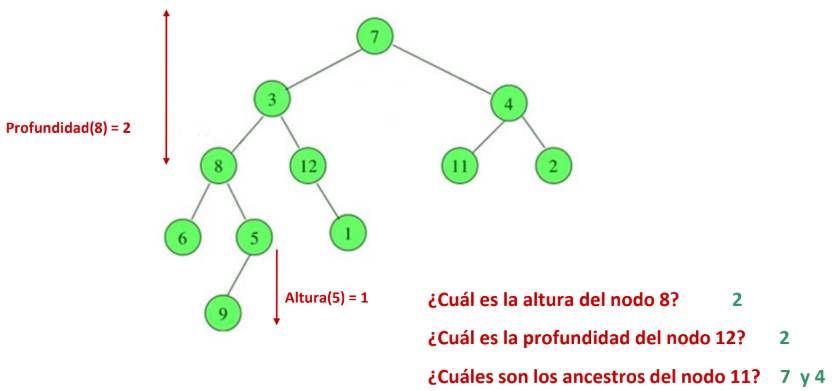 7
3
4
Profundidad(8) = 2
8
12
11
2
6
5
1
Altura(5) = 1
9
¿Cuál es la altura del nodo 8? 2
¿Cuál es la profundidad del nodo 12? 2
¿Cuáles son los ancestros del nodo 11? 7 y 4